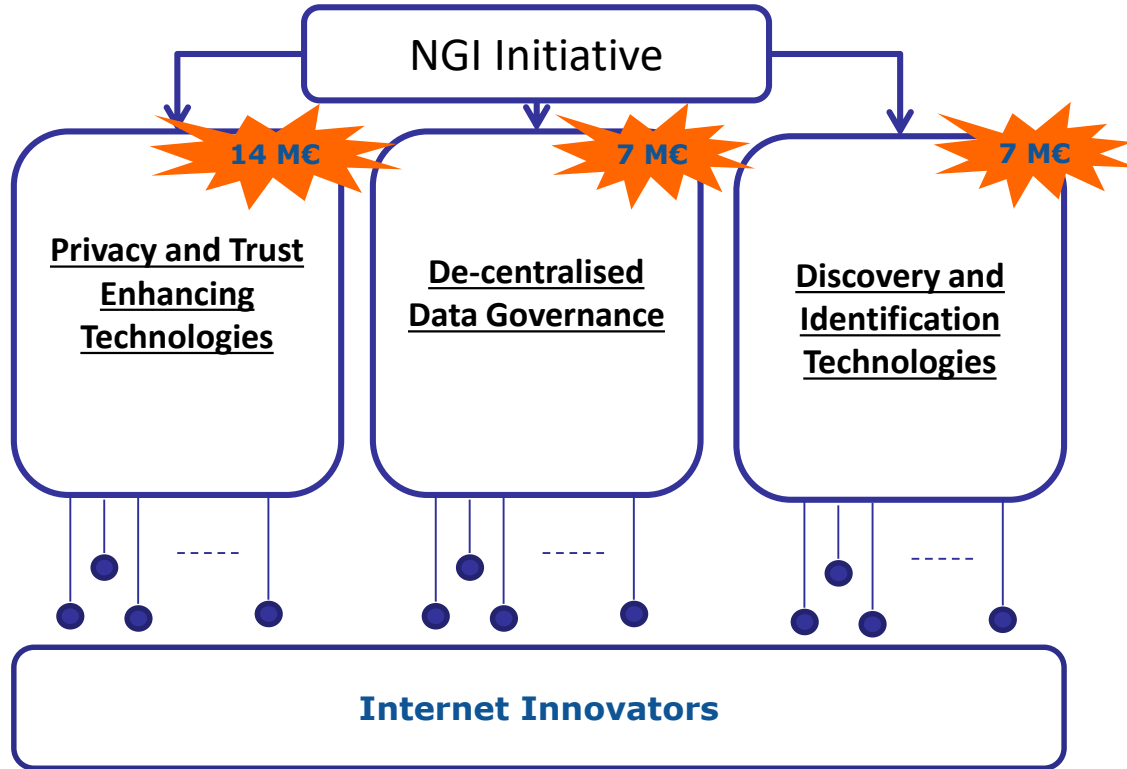 NGI Initiative
14 M€
7 M€
7 M€
Privacy and Trust
Enhancing
Technologies
De-centralised
Data Governance
Discovery and
Identification
Technologies
Internet Innovators